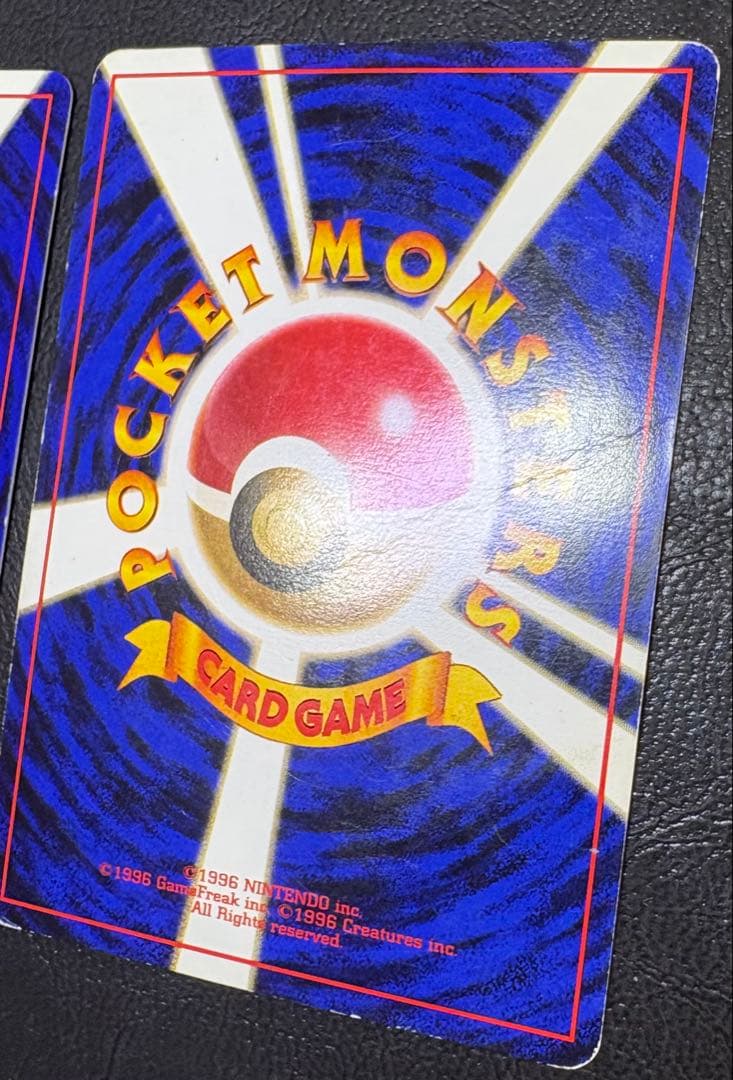 POCKET MONSTERS
CARD GAME
©1996 NINTENDO inc.
©1996 GameFreak inc. ©1996 Creatures inc.
All Rights reserved.